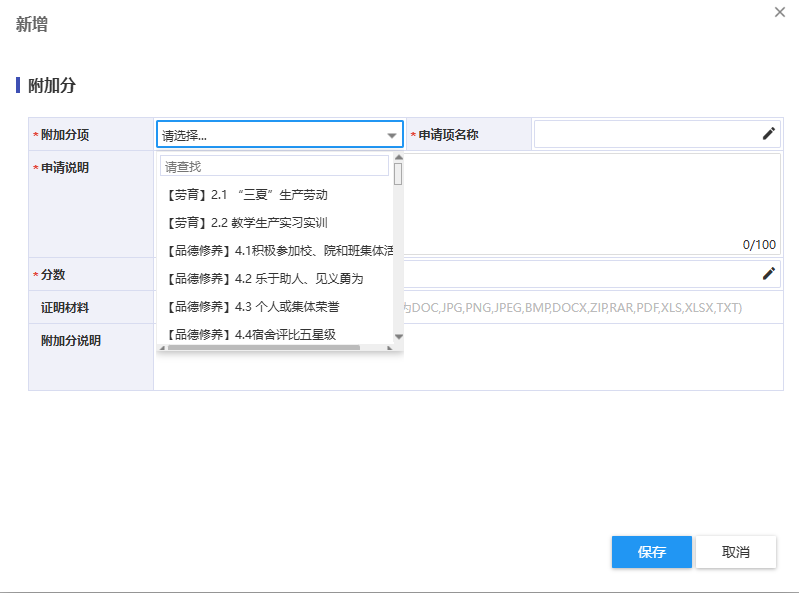 新增
附加分
* 附加分项
请选择...
* 申请项名称
* 申请说明
请查找
【劳育】2.1 “三夏”生产劳动
【劳育】2.2 教学生产实习实训
【品德修养】4.1积极参加校、院和班集体活
0/100
* 分数
【品德修养】4.2 乐于助人、见义勇为
证明材料
【品德修养】4.3 个人或集体荣誉
为DOC,JPG,PNG,JPEG,BMP,DOCX,ZIP,RAR,PDF,XLS,XLSX,TXT)
附加分说明
【品德修养】4.4宿舍评比五星级
保存
取消